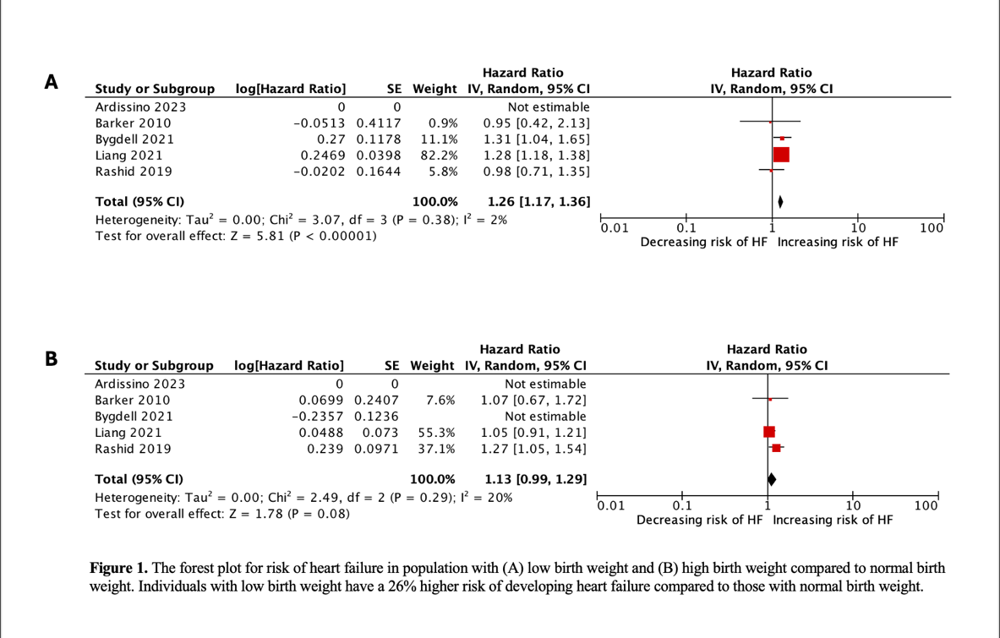 A
Hazard Ratio Hazard Ratio
Study or Subgroup log[Hazard Ratio] SE Weight IV, Random, 95% CI IV, Random, 95% CI
Ardissino 2023 0 0 Not estimable
Barker 2010 −0.0513 0.4117 0.9% 0.95 [0.42, 2.13]
Bygdell 2021 0.27 0.1178 11.1% 1.31 [1.04, 1.65]
Liang 2021 0.2469 0.0398 82.2% 1.28 [1.18, 1.38]
Rashid 2019 −0.0202 0.1644 5.8% 0.98 [0.71, 1.35]
Total (95% CI) 100.0% 1.26 [1.17, 1.36]
Heterogeneity: Tau² = 0.00; Chi² = 3.07, df = 3 (P = 0.38); I² = 2%
Test for overall effect: Z = 5.81 (P < 0.00001)
0.01 0.1 1 10 100
Decreasing risk of HF Increasing risk of HF
B
Hazard Ratio Hazard Ratio
Study or Subgroup log[Hazard Ratio] SE Weight IV, Random, 95% CI IV, Random, 95% CI
Ardissino 2023 0 0 Not estimable
Barker 2010 0.0699 0.2407 7.6% 1.07 [0.67, 1.72]
Bygdell 2021 −0.2357 0.1236 Not estimable
Liang 2021 0.0488 0.073 55.3% 1.05 [0.91, 1.21]
Rashid 2019 0.239 0.0971 37.1% 1.27 [1.05, 1.54]
Total (95% CI) 100.0% 1.13 [0.99, 1.29]
Heterogeneity: Tau² = 0.00; Chi² = 2.49, df = 2 (P = 0.29); I² = 20%
Test for overall effect: Z = 1.78 (P = 0.08)
0.01 0.1 1 10 100
Decreasing risk of HF Increasing risk of HF
Figure 1. The forest plot for risk of heart failure in population with (A) low birth weight and (B) high birth weight compared to normal birth
weight. Individuals with low birth weight have a 26% higher risk of developing heart failure compared to those with normal birth weight.